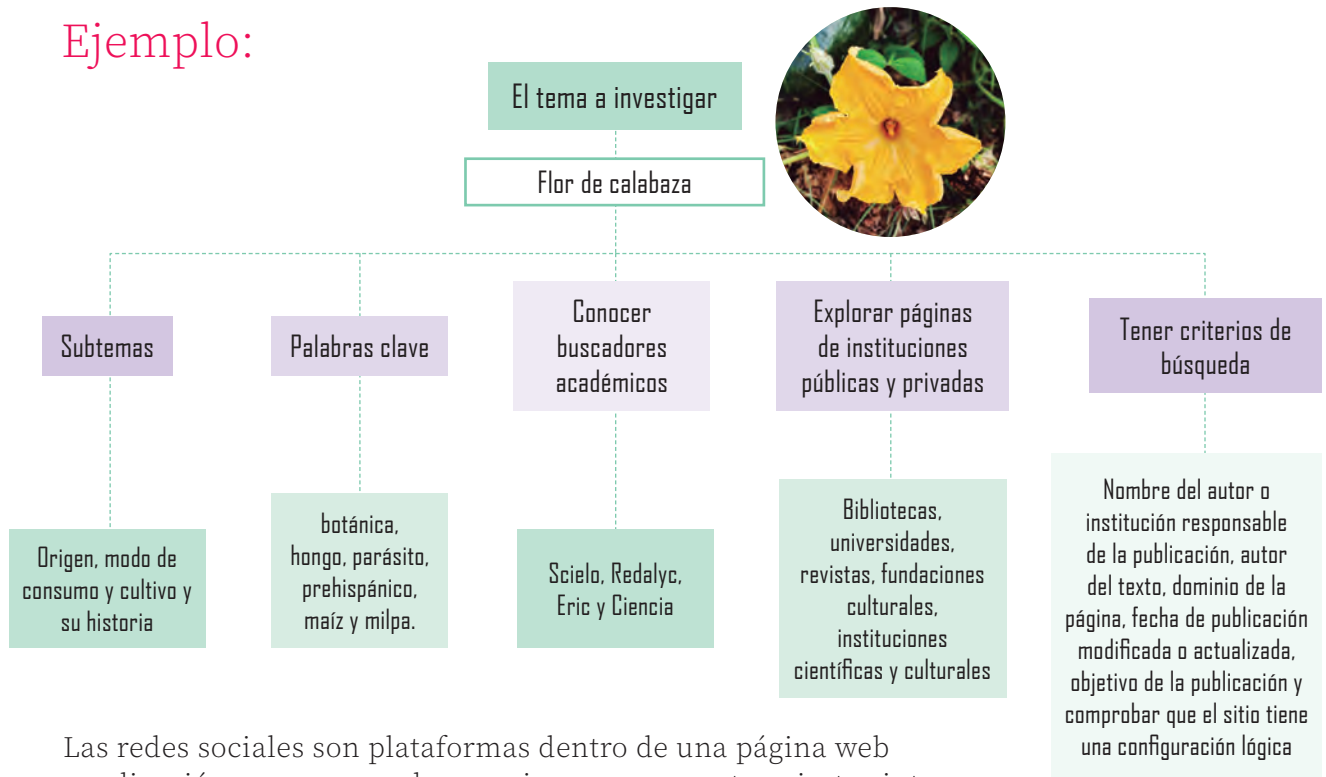 Ejemplo:
El tema a investigar
Flor de calabaza
Subtemas
Origen, modo de
consumo y cultivo y
su historia
Palabras clave
botánica,
hongo, parásito,
prehispánico,
maíz y milpa.
Conocer
buscadores
académicos
Scielo, Redalyc,
Eric y Ciencia
Explorar páginas
de instituciones
públicas y privadas
Bibliotecas,
universidades,
revistas, fundaciones
culturales,
instituciones
científicas y culturales
Tener criterios de
búsqueda
Nombre del autor o
institución responsable
de la publicación, autor
del texto, dominio de la
página, fecha de publicación
modificada o actualizada,
objetivo de la publicación y
comprobar que el sitio tiene
una configuración lógica
Las redes sociales son plataformas dentro de una página web